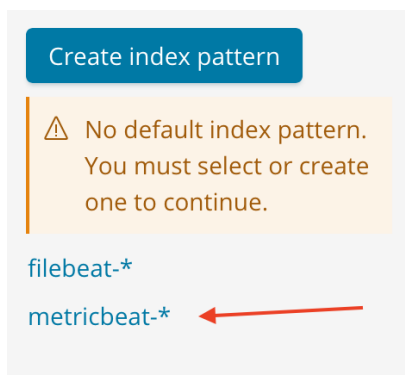 Create index pattern
No default index pattern.
You must select or create
one to continue.
filebeat-*
metricbeat-*